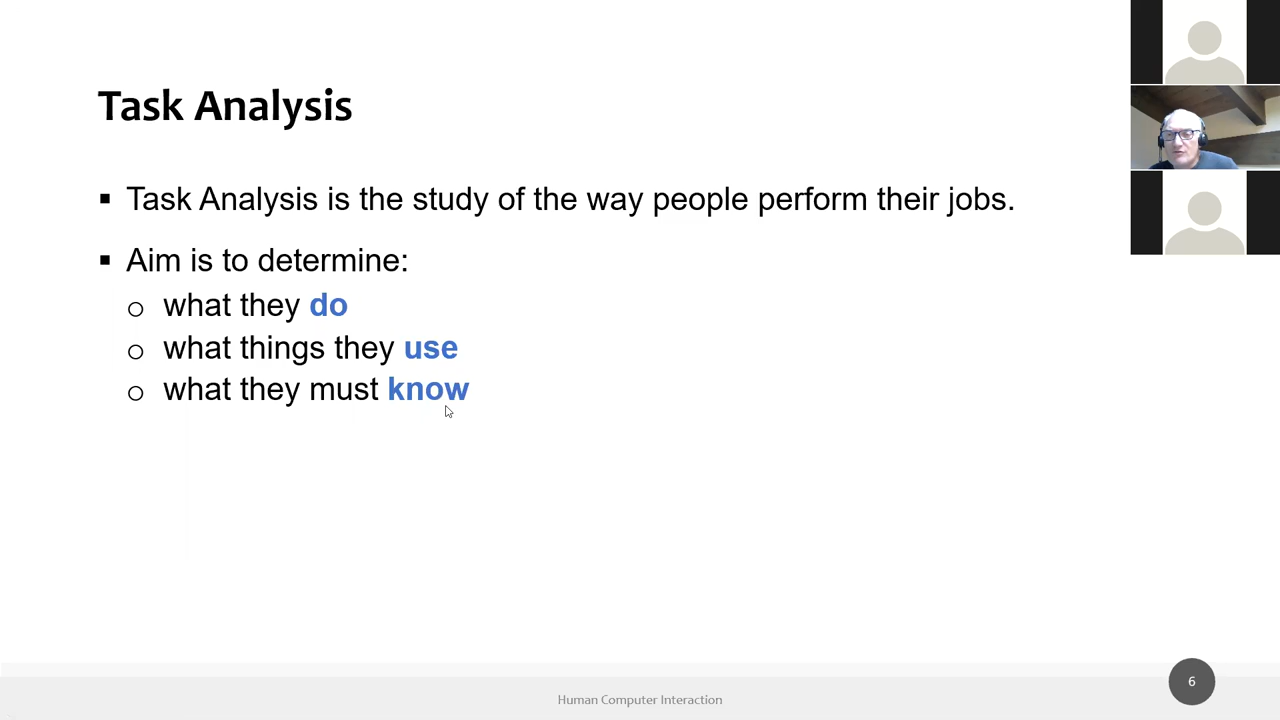 Task Analysis
▪ Task Analysis is the study of the way people perform their jobs.
▪ Aim is to determine:
o what they do
o what things they use
o what they must know
Human Computer Interaction
6